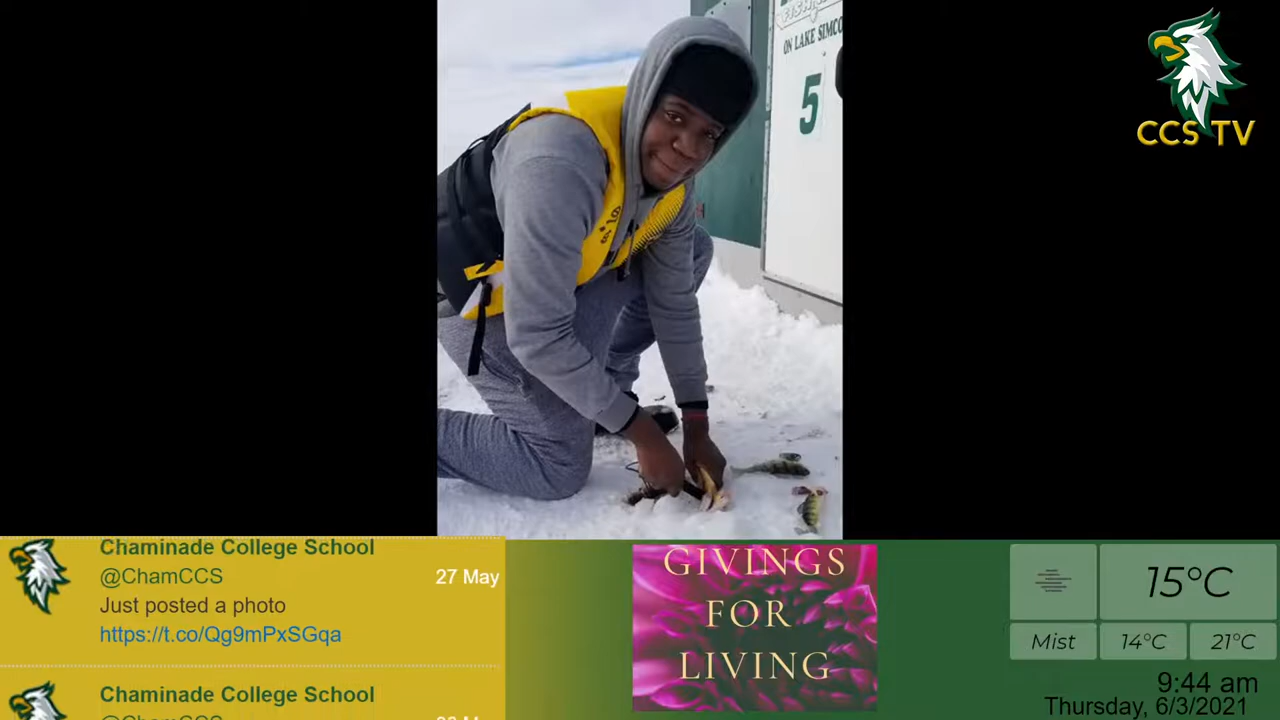 ON LAKE SIMCO
5
CCS TV
Chaminade College School
@ChamCCS
27 May
Just posted a photo
https://t.co/Qg9mPxSGqa
Chaminade College School
GIVINGS
FOR
LIVING
15°C
Mist
14°C
21°C
9:44 am
Thursday, 6/3/2021